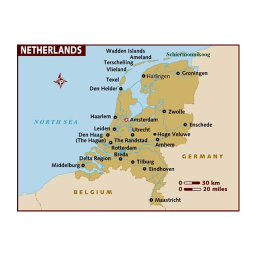 NETHERLANDS
Wadden Islands
Ameland
Schiermonnikoog
Terschelling
Vlieland
Harlingen
Groningen
Texel
Den Helder
Zwolle
Haarlem
Amsterdam
NORTH SEA
Enschede
Leiden
Utrecht
Hoge Veluwe
Den Haag
(The Hague)
The Randstad
Arnhem
Rotterdam
GERMANY
Delta Region
Breda
Tilburg
Middelburg
Eindhoven
30 km
20 miles
BELGIUM
Maastricht